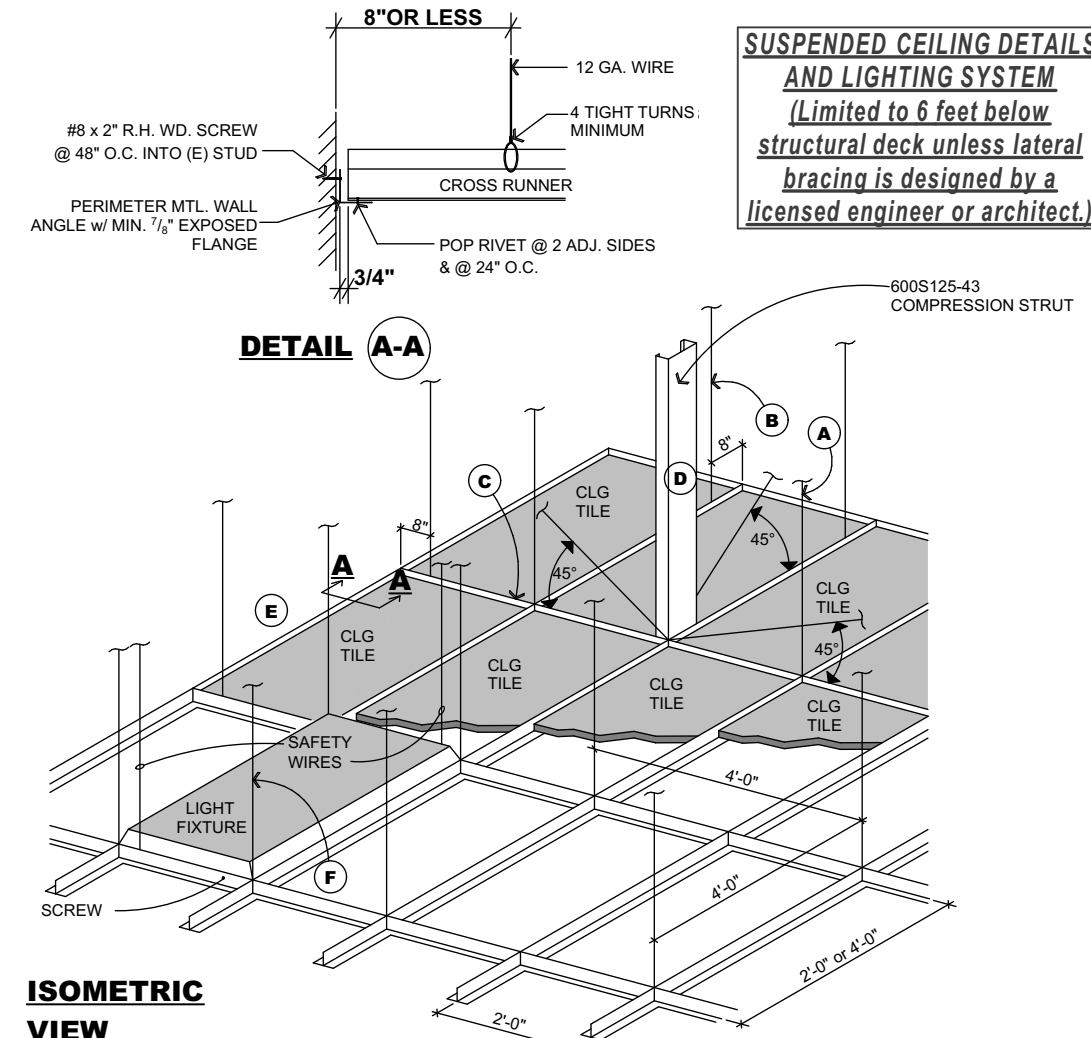 8"OR LESS
12 GA. WIRE
4 TIGHT TURNS
MINIMUM
#8 x 2" R.H. WD. SCREW
@ 48" O.C. INTO (E) STUD
CROSS RUNNER
PERIMETER MTL. WALL
ANGLE w/ MIN. 7/8" EXPOSED
FLANGE
POP RIVET @ 2 ADJ. SIDES
& @ 24" O.C.
3/4"
DETAIL A-A
SUSPENDED CEILING DETAILS
AND LIGHTING SYSTEM
(Limited to 6 feet below
structural deck unless lateral
bracing is designed by a
licensed engineer or architect.)
600S125-43
COMPRESSION STRUT
B
A
8"
D
C
CLG
TILE
8"
45°
45°
A
A
E
CLG
TILE
CLG
TILE
45°
CLG
TILE
CLG
TILE
CLG
TILE
SAFETY
WIRES
4'-0"
LIGHT
FIXTURE
F
4'-0"
SCREW
2'-0" or 4'-0"
2'-0"
ISOMETRIC
VIEW